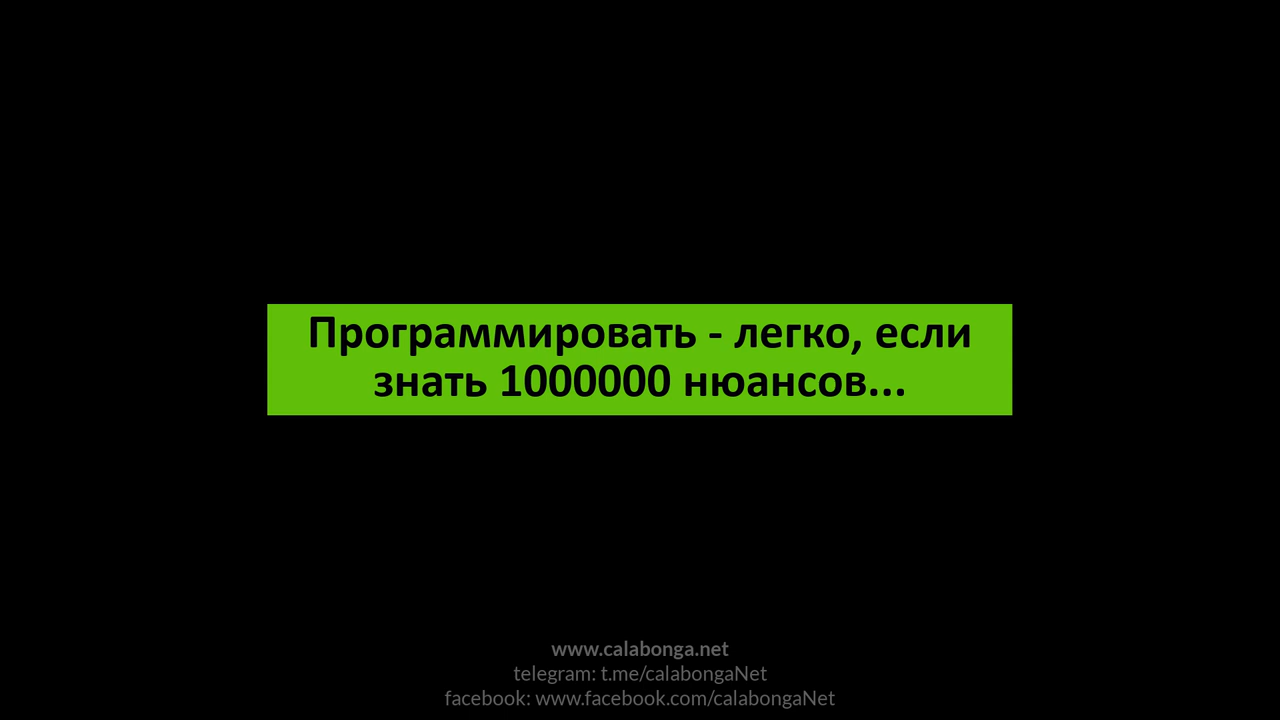 Программировать - легко, если
знать 1000000 нюансов...
www.calabonga.net
telegram: t.me/calabongaNet
facebook: www.facebook.com/calabongaNet